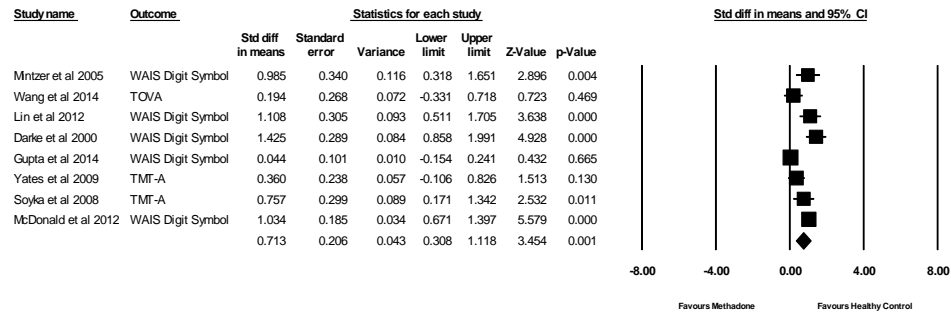 Study name Outcome Statistics for each study Std diff in means and 95% CI
Std diff Standard Lower Upper
in means error Variance limit limit Z-Value p-Value
Mintzer et al 2005 WAIS Digit Symbol 0.985 0.340 0.116 0.318 1.651 2.896 0.004
Wang et al 2014 TOVA 0.194 0.268 0.072 -0.331 0.718 0.723 0.469
Lin et al 2012 WAIS Digit Symbol 1.108 0.305 0.093 0.511 1.705 3.638 0.000
Darke et al 2000 WAIS Digit Symbol 1.425 0.289 0.084 0.858 1.991 4.928 0.000
Gupta et al 2014 WAIS Digit Symbol 0.044 0.101 0.010 -0.154 0.241 0.432 0.665
Yates et al 2009 TMT-A 0.360 0.238 0.057 -0.106 0.826 1.513 0.130
Soyka et al 2008 TMT-A 0.757 0.299 0.089 0.171 1.342 2.532 0.011
McDonald et al 2012 WAIS Digit Symbol 1.034 0.185 0.034 0.671 1.397 5.579 0.000
0.713 0.206 0.043 0.308 1.118 3.454 0.001
-8.00 -4.00 0.00 4.00 8.00
Favours Methadone Favours Healthy Control